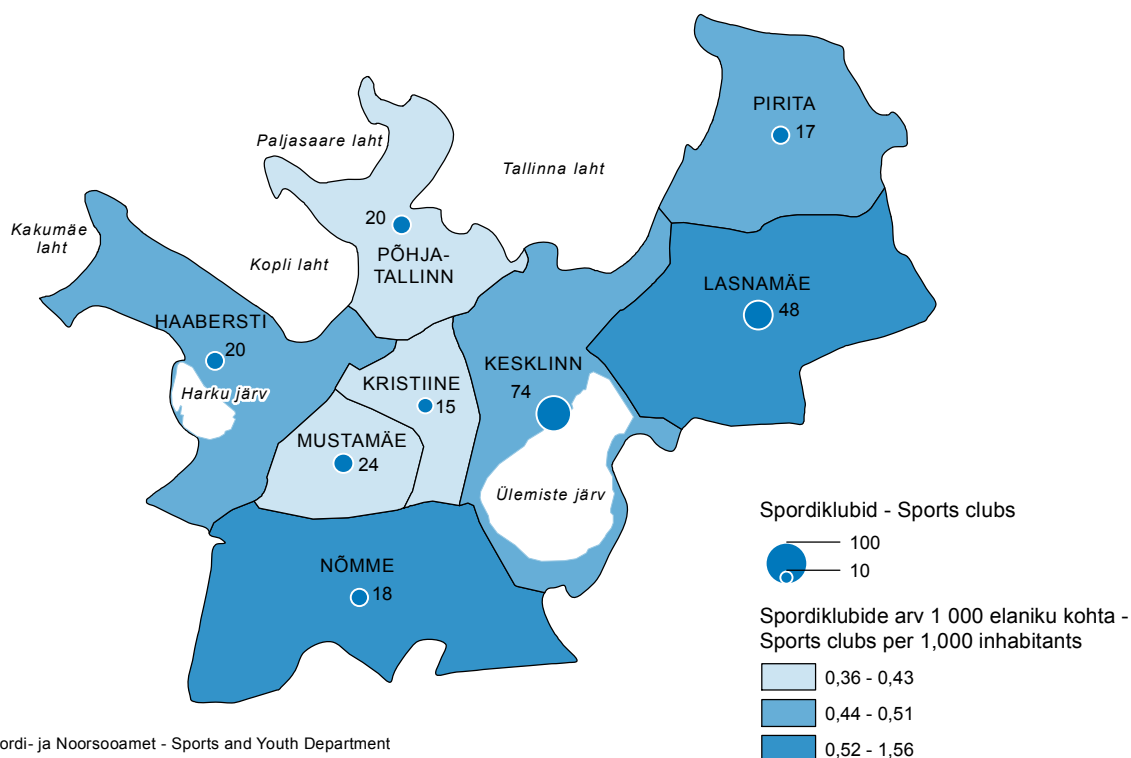 PIRITA
17
Paljasaare laht
Tallinna laht
20
PÕHJA-
TALLINN
Kakumäe
laht
Kopli laht
LASNAMÄE
48
HAABERSTI
20
Harku järv
KESKLINN
74
KRISTIINE
15
MUSTAMÄE
24
Ülemiste järv
NÕMME
18
Spordiklubid - Sports clubs
100
10
Spordiklubide arv 1 000 elaniku kohta -
Sports clubs per 1,000 inhabitants
0,36 - 0,43
0,44 - 0,51
0,52 - 1,56
ordi- ja Noorsooamet - Sports and Youth Department